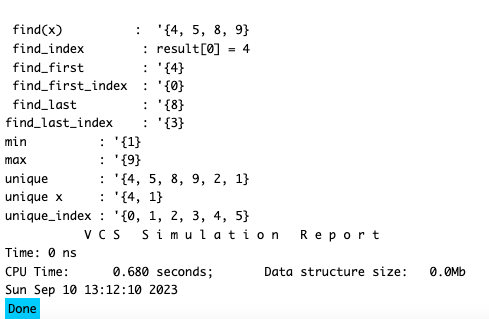 find(x)          :  '{4, 5, 8, 9}
find_index        : result[0] = 4
find_first        : '{4}
find_first_index  : '{0}
find_last         : '{8}
find_last_index    : '{3}
min          : '{1}
max          : '{9}
unique       : '{4, 5, 8, 9, 2, 1}
unique x     : '{4, 1}
unique_index : '{0, 1, 2, 3, 4, 5}
V C S   S i m u l a t i o n   R e p o r t
Time: 0 ns
CPU Time:      0.680 seconds;       Data structure size:   0.0Mb
Sun Sep 10 13:12:10 2023
Done